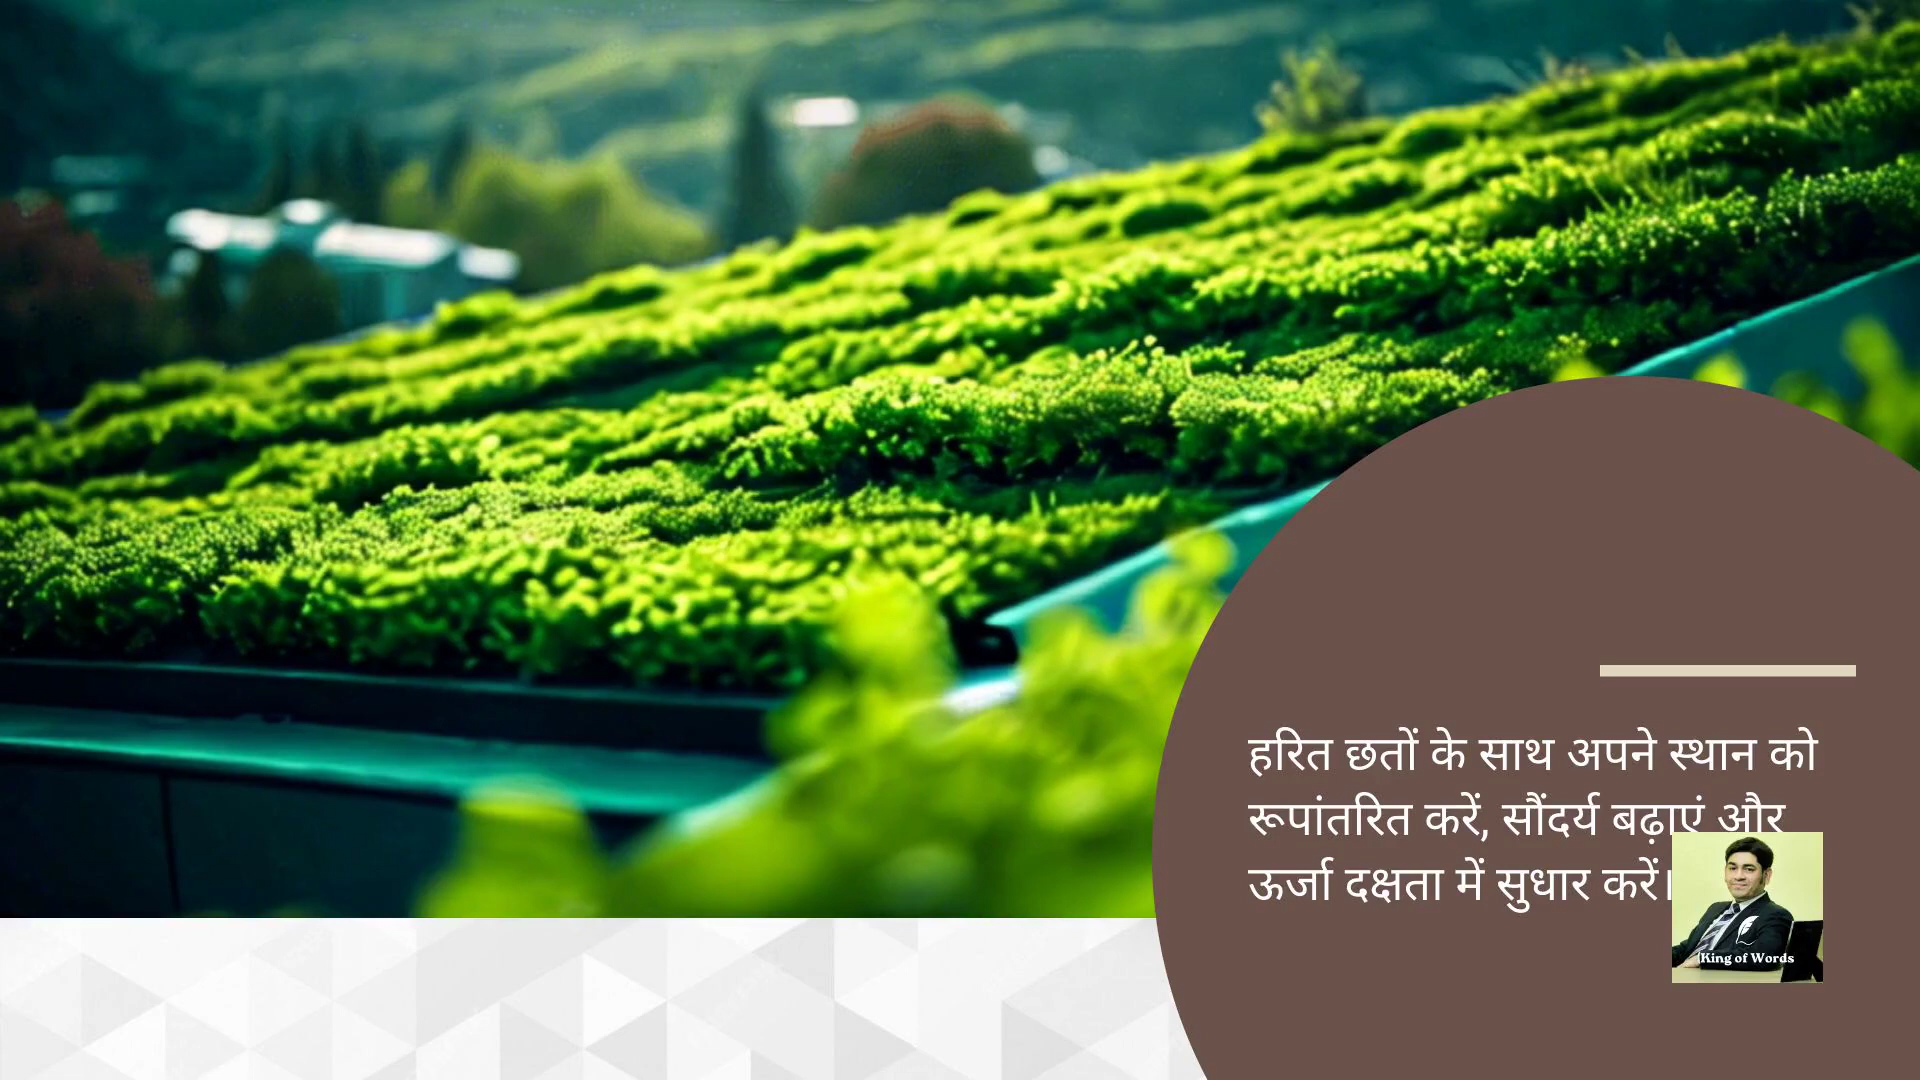 हरित छतों के साथ अपने स्थान को
रूपांतरित करें, सौंदर्य बढ़ाएं और
ऊर्जा दक्षता में सुधार करें।
King of Words